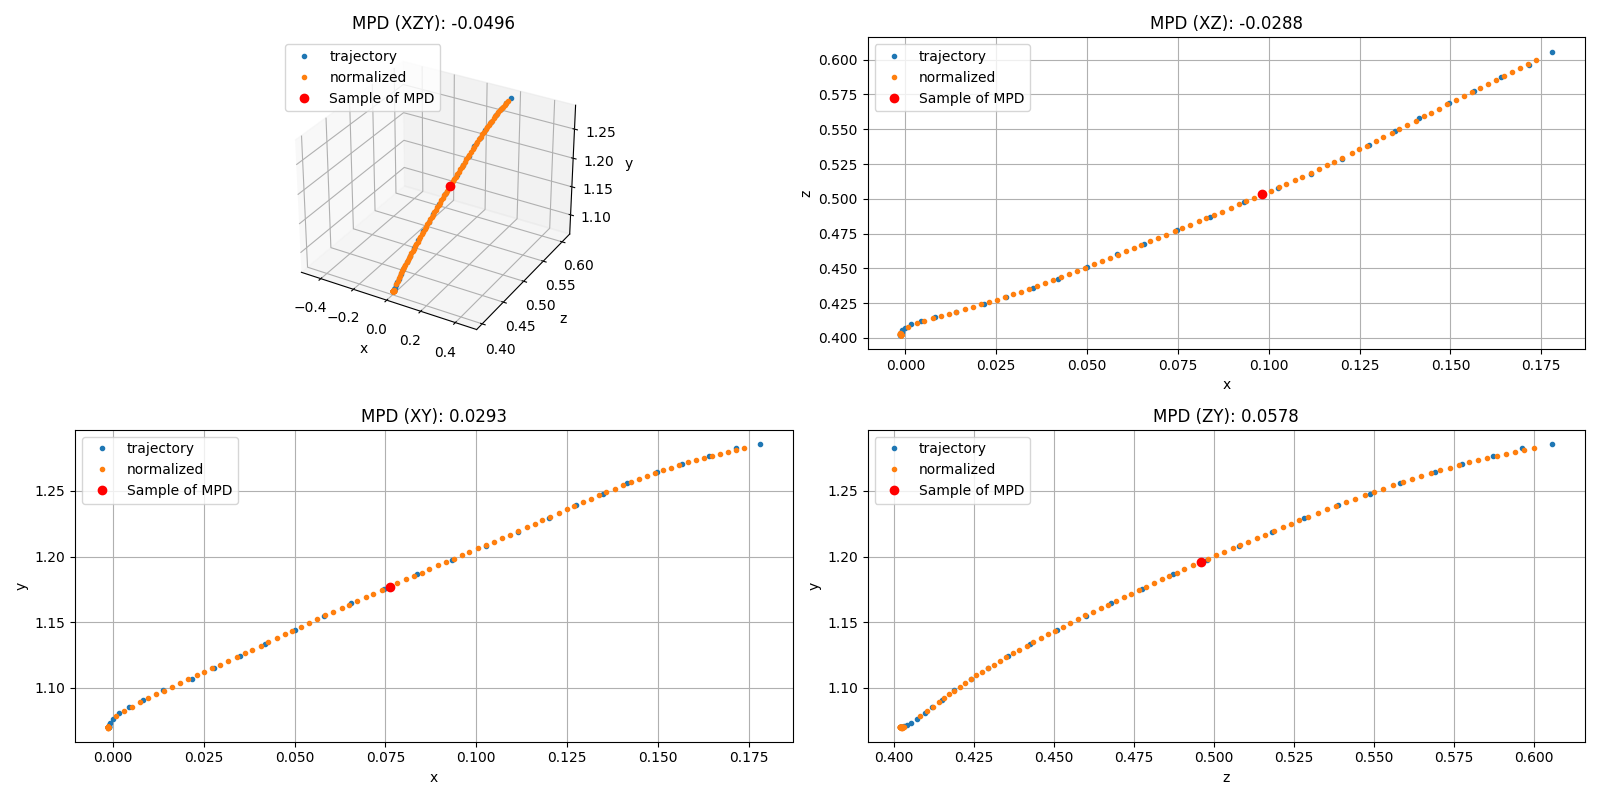 MPD (XZY): -0.0496
trajectory
normalized
Sample of MPD
1.25
1.20
1.15
1.10
y
0.60
0.55
0.50
0.45
0.40
z
−0.4
−0.2
0.0
0.2
0.4
x
MPD (XZ): -0.0288
trajectory
normalized
Sample of MPD
0.600
0.575
0.550
0.525
0.500
0.475
0.450
0.425
0.400
z
0.000 0.025 0.050 0.075 0.100 0.125 0.150 0.175
x
MPD (XY): 0.0293
trajectory
normalized
Sample of MPD
1.25
1.20
1.15
1.10
y
0.000 0.025 0.050 0.075 0.100 0.125 0.150 0.175
x
MPD (ZY): 0.0578
trajectory
normalized
Sample of MPD
1.25
1.20
1.15
1.10
y
0.400 0.425 0.450 0.475 0.500 0.525 0.550 0.575 0.600
z